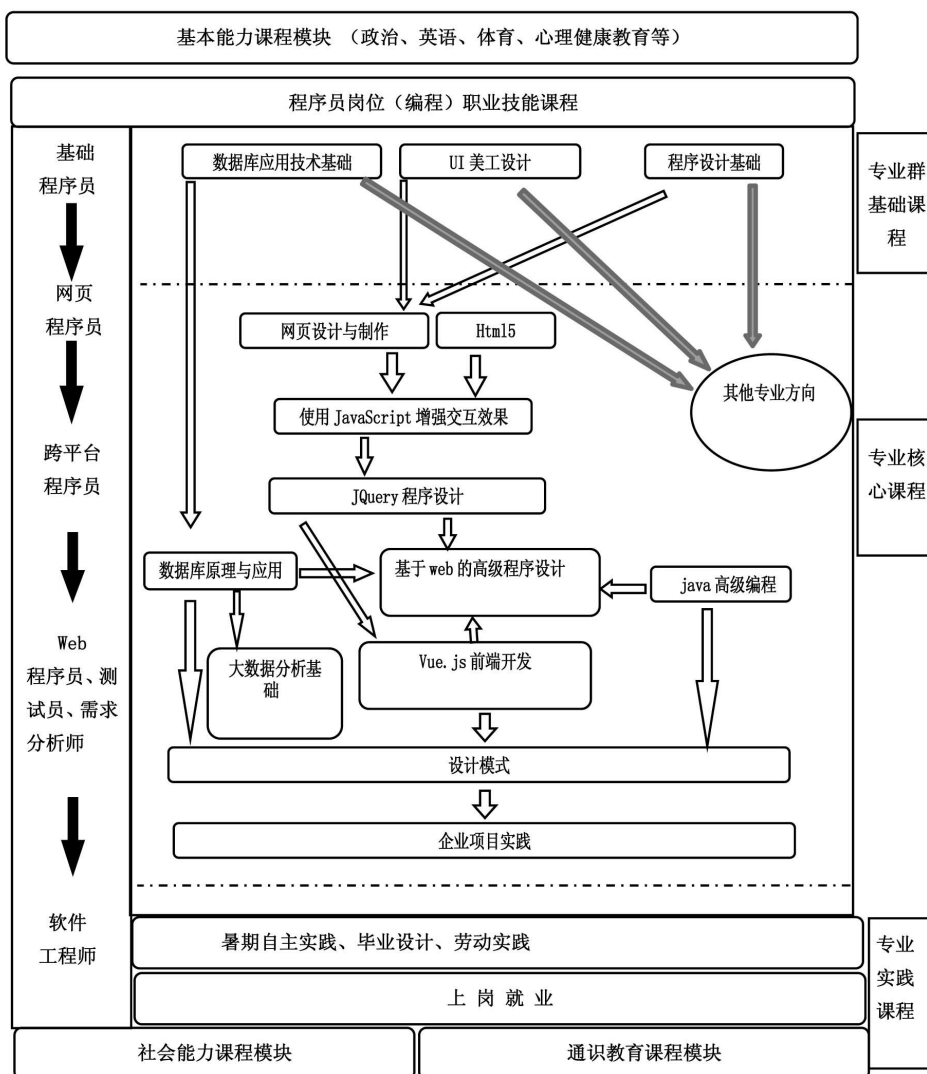 基本能力课程模块 （政治、英语、体育、心理健康教育等）
程序员岗位（编程）职业技能课程
基础
程序员
数据库应用技术基础
UI 美工设计
程序设计基础
专业群
基础课
程
网页
程序员
网页设计与制作
Html5
其他专业方向
使用 JavaScript 增强交互效果
跨平台
程序员
专业核
心课程
JQuery 程序设计
数据库原理与应用
基于 web 的高级程序设计
java 高级编程
Web
程序员、测
试员、需求
分析师
大数据分析基
础
Vue.js 前端开发
设计模式
企业项目实践
软件
工程师
暑期自主实践、毕业设计、劳动实践
专业
实践
课程
上 岗 就 业
社会能力课程模块
通识教育课程模块